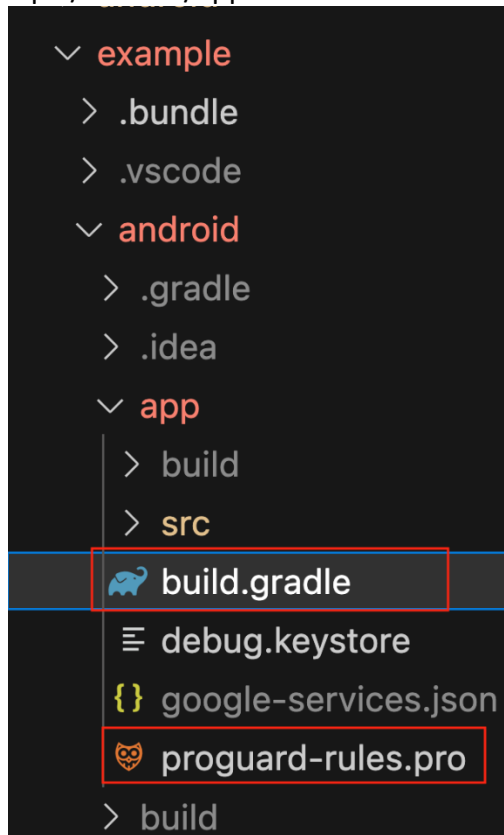 example
.bundle
.vscode
android
.gradle
.idea
app
build
src
build.gradle
debug.keystore
{} google-services.json
proguard-rules.pro
build